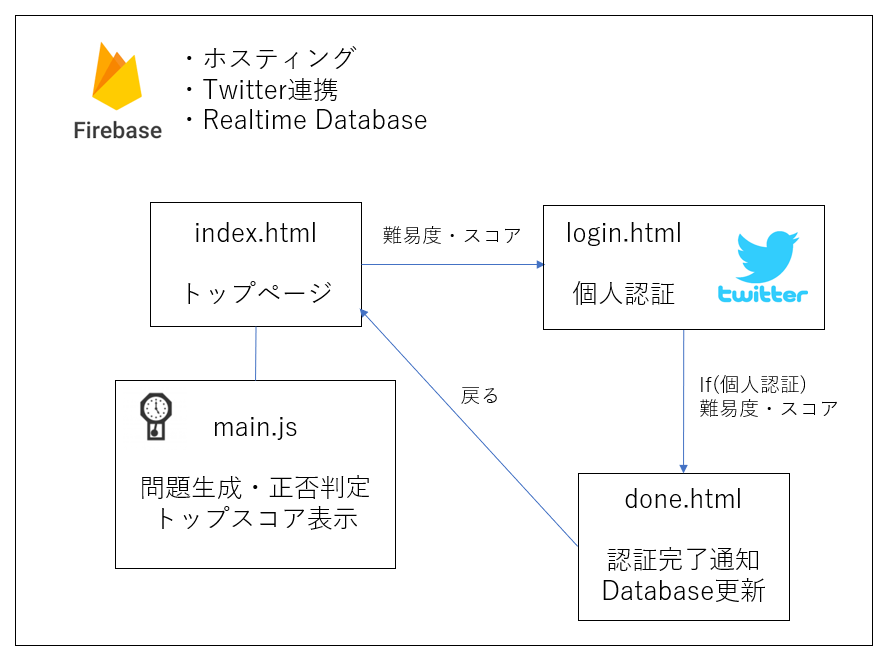 ・ホスティング
・Twitter連携
・Realtime Database
Firebase
index.html
トップページ
難易度・スコア
login.html
個人認証
twitter
戻る
If(個人認証)
難易度・スコア
main.js
問題生成・正否判定
トップスコア表示
done.html
認証完了通知
Database更新